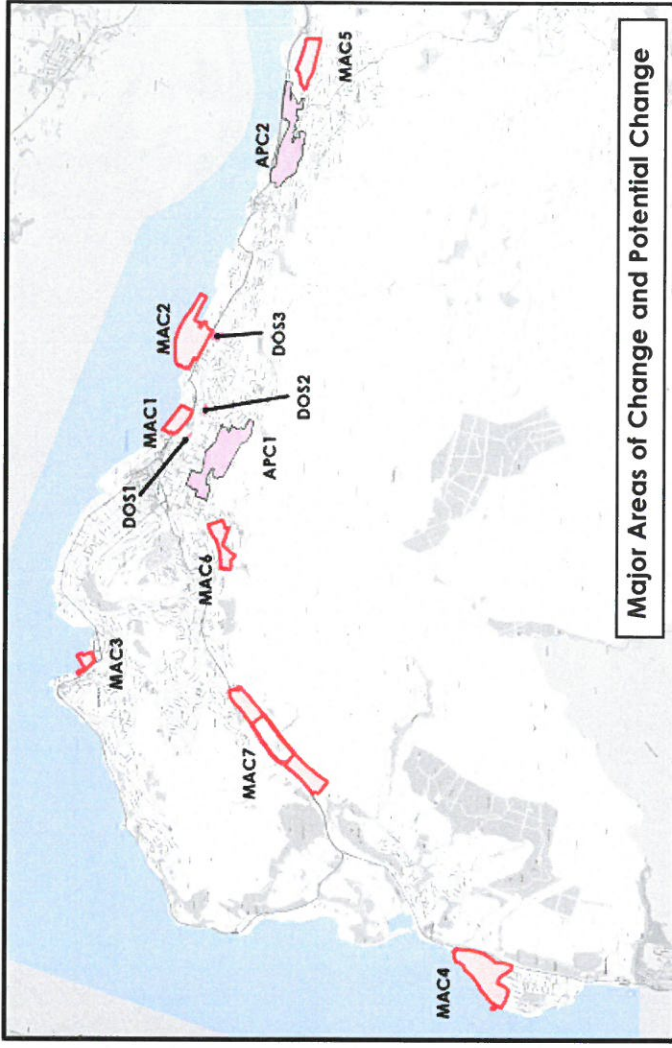 MAC5
APC2
MAC2
DOS3
MAC1
DOS2
DOS1
APC1
MAC6
MAC3
MAC7
MAC4
Major Areas of Change and Potential Change